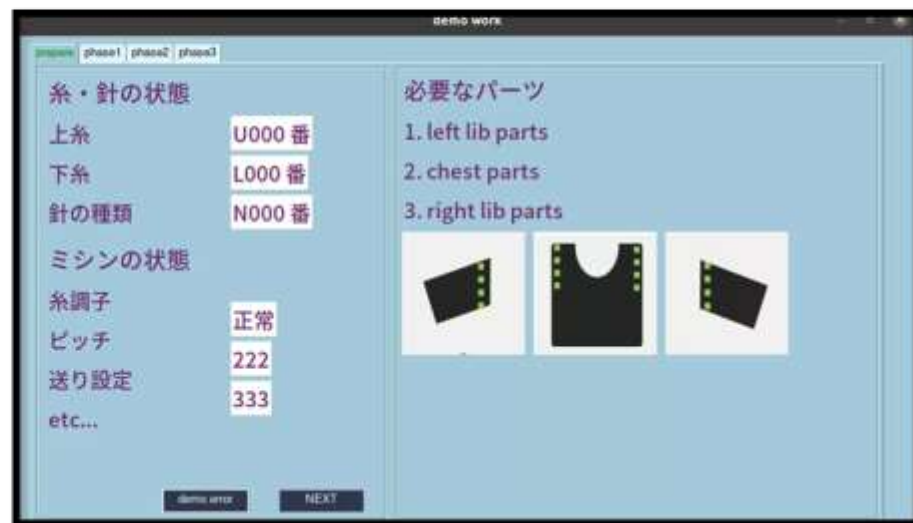 demo work
prepare phase1 phase2 phase3
糸・針の状態
上糸 U000 番
下糸 L000 番
針の種類 N000 番
ミシンの状態
糸調子 正常
ピッチ 222
送り設定 333
etc...
demo error NEXT
必要なパーツ
1. left lib parts
2. chest parts
3. right lib parts